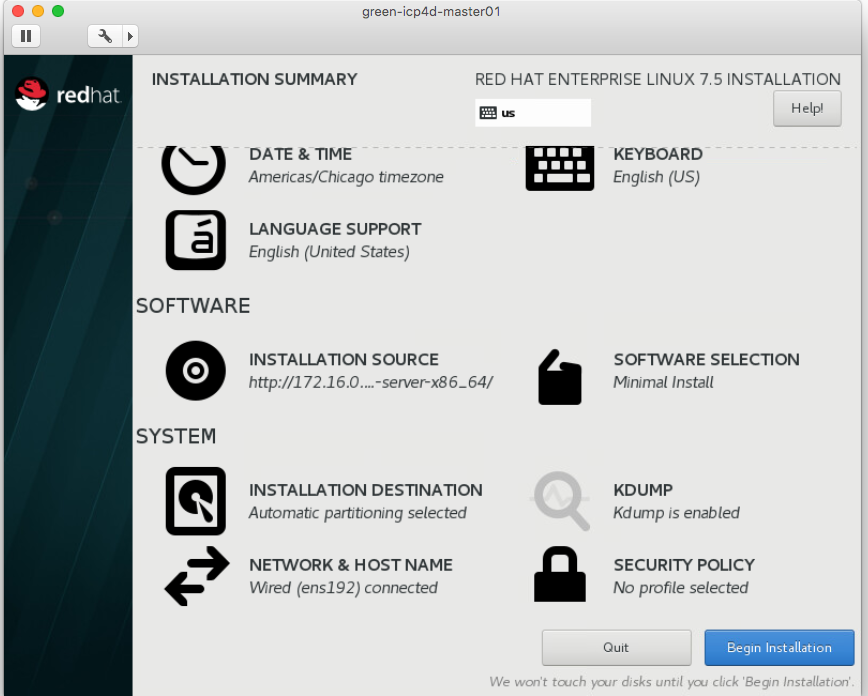 green-icp4d-master01
redhat.
INSTALLATION SUMMARY
RED HAT ENTERPRISE LINUX 7.5 INSTALLATION
us
Help!
DATE & TIME
Americas/Chicago timezone
KEYBOARD
English (US)
á
LANGUAGE SUPPORT
English (United States)
SOFTWARE
INSTALLATION SOURCE
http://172.16.0....-server-x86_64/
SOFTWARE SELECTION
Minimal Install
SYSTEM
INSTALLATION DESTINATION
Automatic partitioning selected
KDUMP
Kdump is enabled
NETWORK & HOST NAME
Wired (ens192) connected
SECURITY POLICY
No profile selected
Quit
Begin Installation
We won't touch your disks until you click 'Begin Installation'.